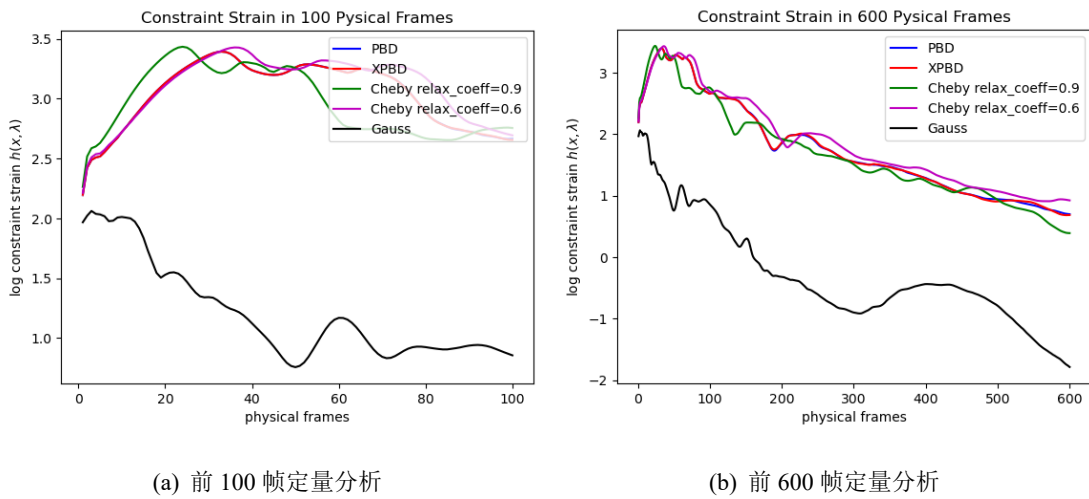 Constraint Strain in 100 Pysical Frames
3.5
3.0
2.5
2.0
1.5
1.0
log constraint strain h(x,λ)
PBD
XPBD
Cheby relax_coeff=0.9
Cheby relax_coeff=0.6
Gauss
0 20 40 60 80 100
physical frames
(a) 前 100 帧定量分析
Constraint Strain in 600 Pysical Frames
3
2
1
0
−1
−2
log constraint strain h(x,λ)
PBD
XPBD
Cheby relax_coeff=0.9
Cheby relax_coeff=0.6
Gauss
0 100 200 300 400 500 600
physical frames
(b) 前 600 帧定量分析